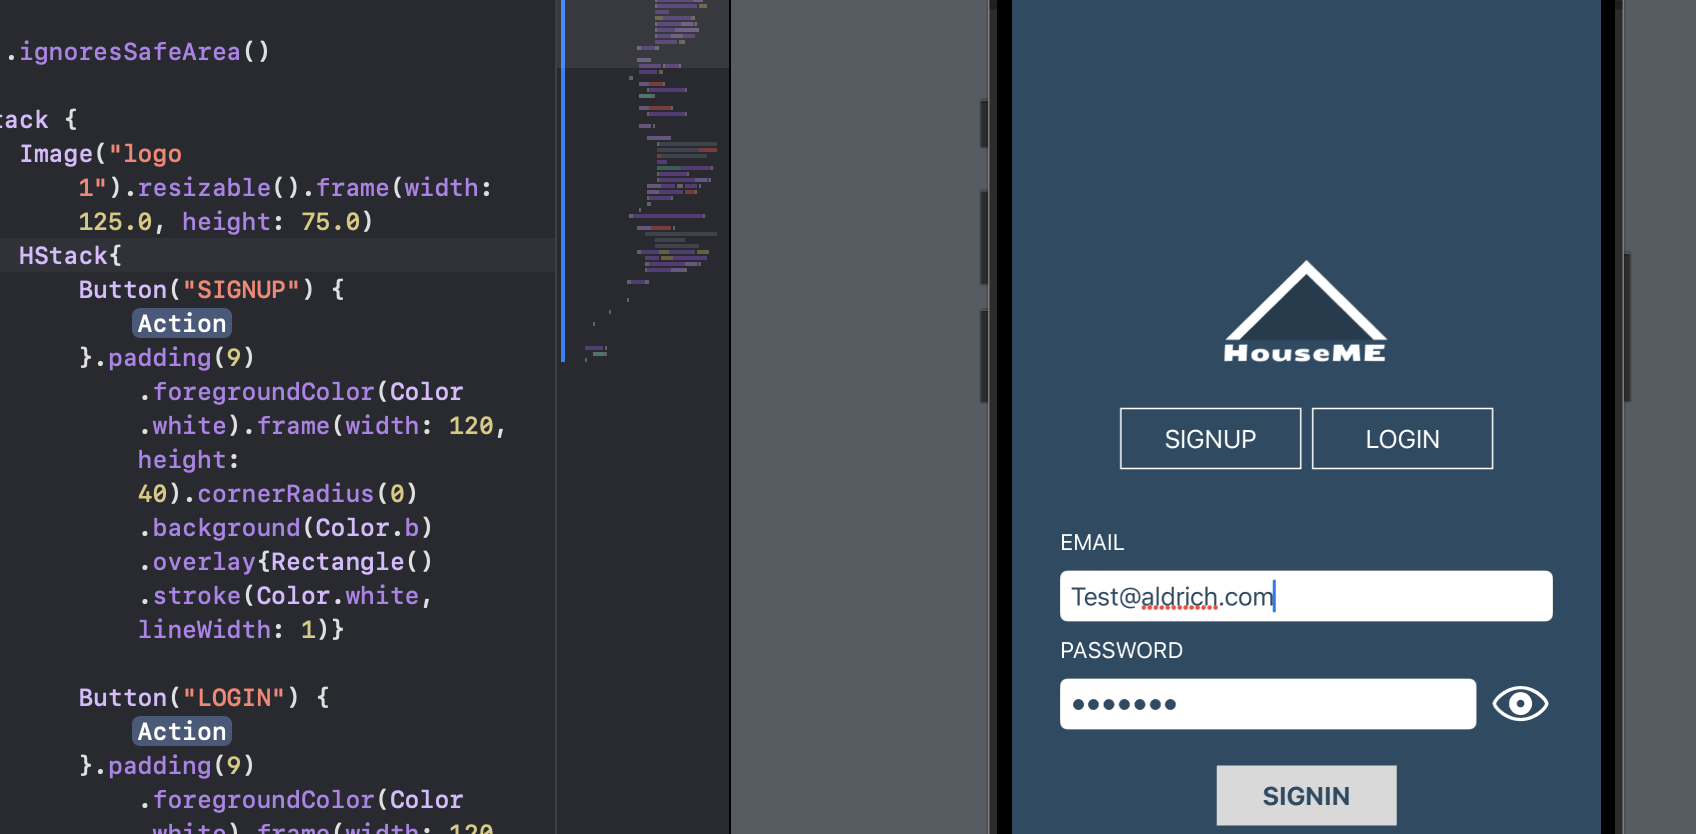 .ignoresSafeArea()
tack {
Image("logo
1").resizable().frame(width:
125.0, height: 75.0)
HStack{
Button("SIGNUP") {
Action
}.padding(9)
.foregroundColor(Color
.white).frame(width: 120,
height:
40).cornerRadius(0)
.background(Color.b)
.overlay{Rectangle()
.stroke(Color.white,
lineWidth: 1)}
Button("LOGIN") {
Action
}.padding(9)
.foregroundColor(Color
.white).frame(width: 120
HouseME
SIGNUP
LOGIN
EMAIL
Test@aldrich.com
PASSWORD
•••••••
SIGNIN